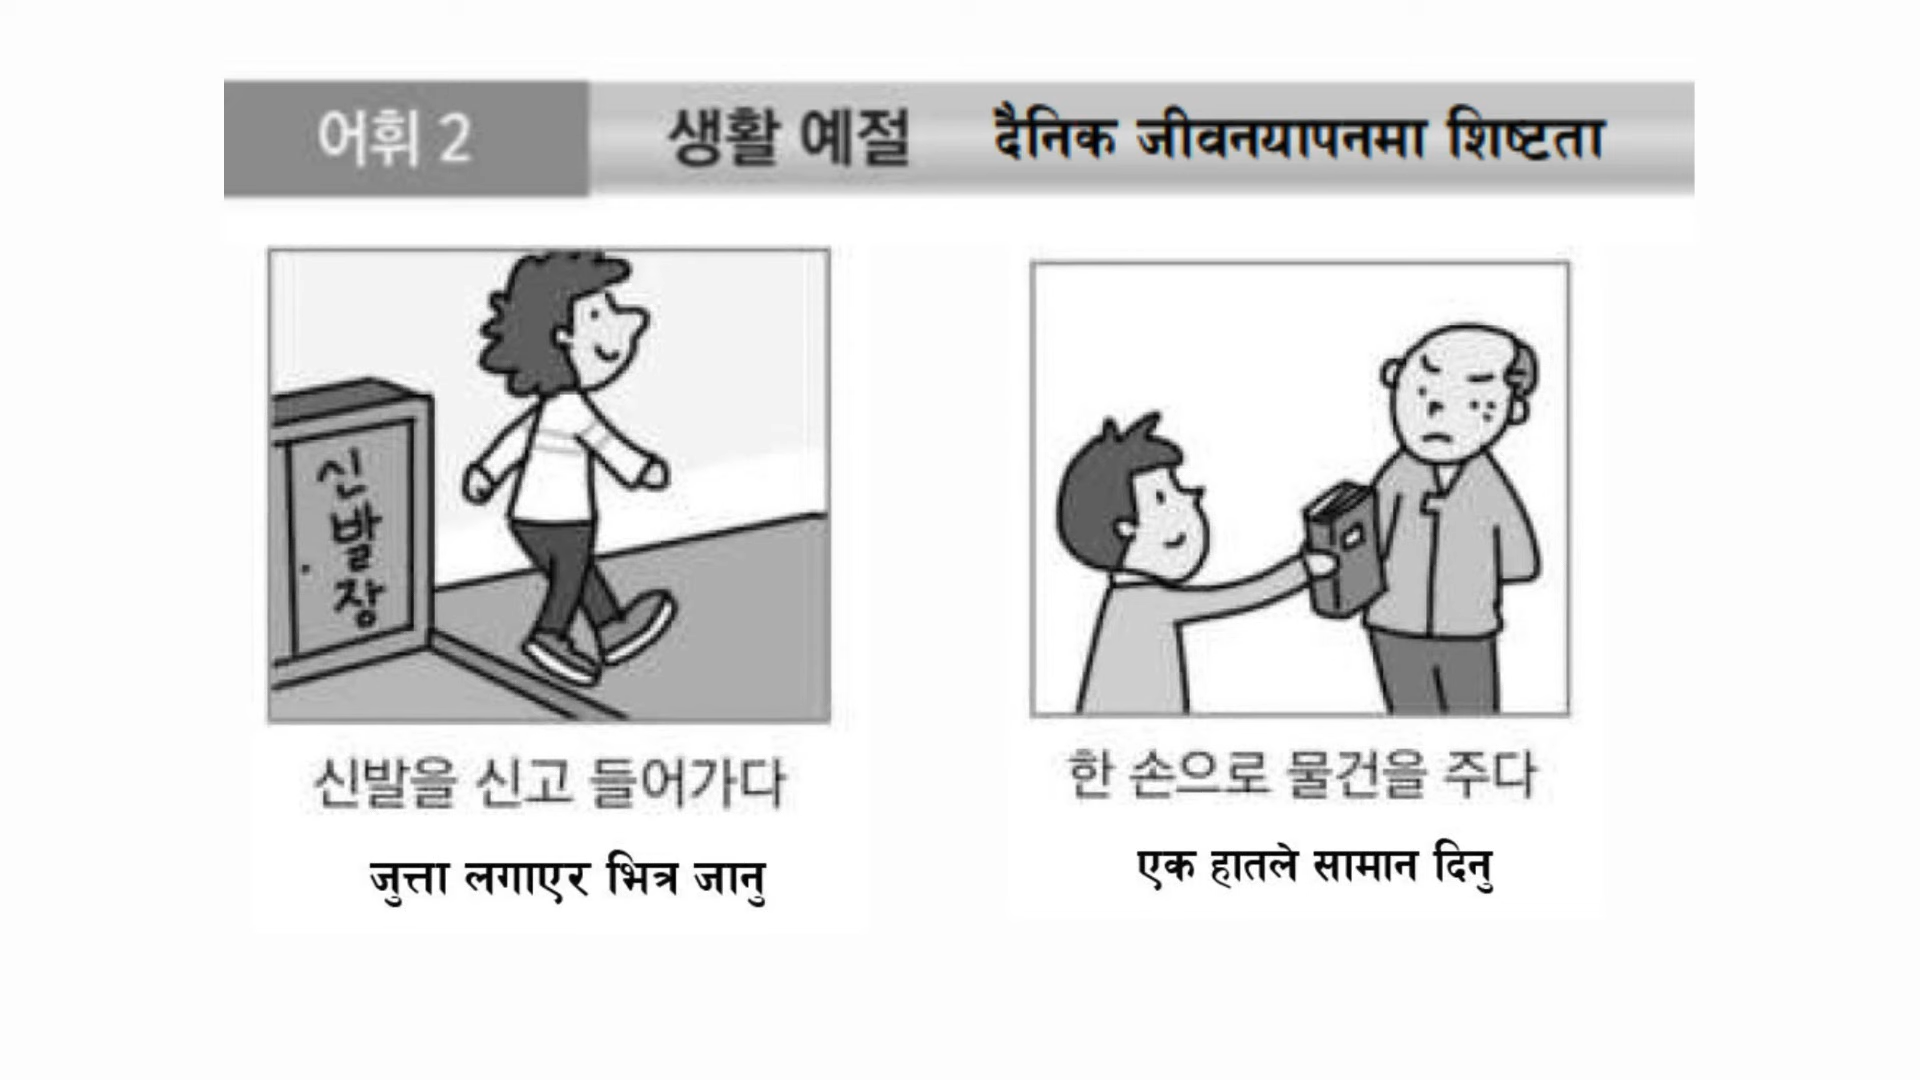 어휘 2 생활 예절 दैनिक जीवनयापनमा शिष्टता
신발장
신발을 신고 들어가다
जुत्ता लगाएर भित्र जानु
한 손으로 물건을 주다
एक हातले सामान दिनु